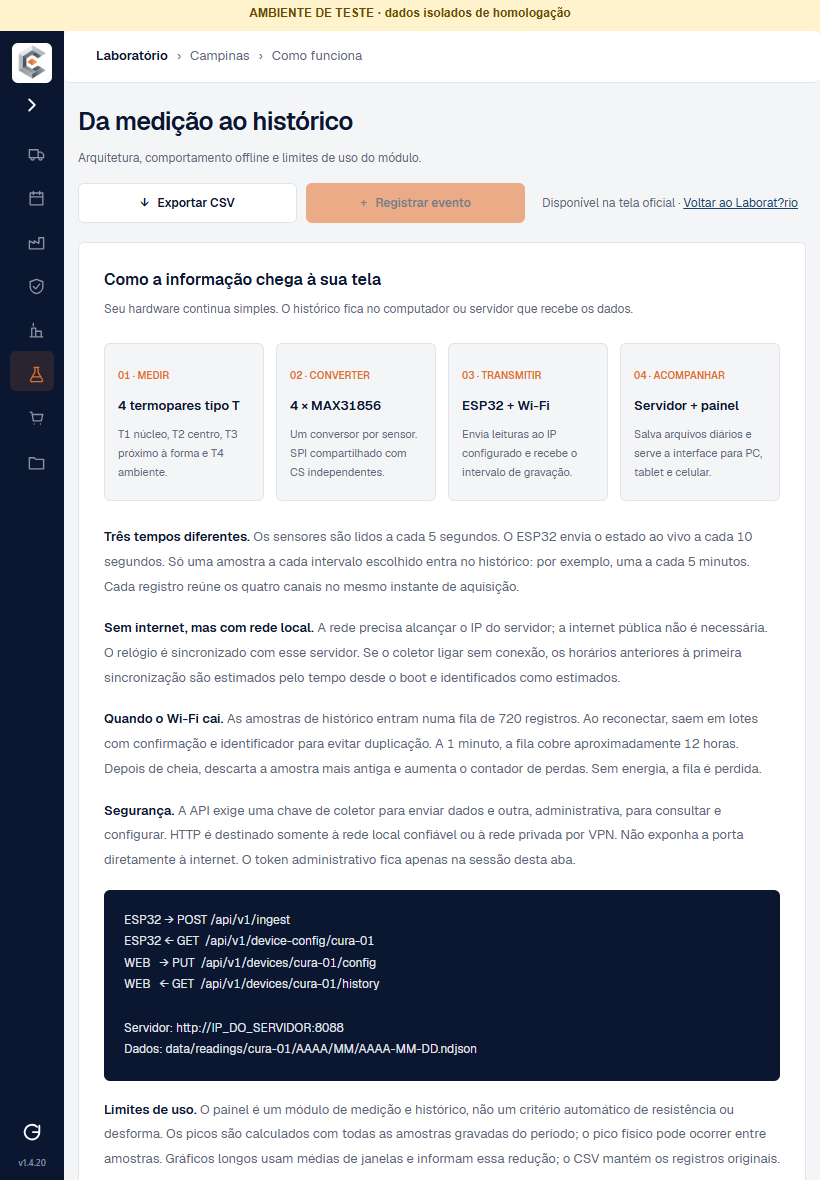 AMBIENTE DE TESTE · dados isolados de homologação
Laboratório › Campinas › Como funciona
Da medição ao histórico
Arquitetura, comportamento offline e limites de uso do módulo.
↓ Exportar CSV
+ Registrar evento
Disponível na tela oficial · Voltar ao Laborat?rio
Como a informação chega à sua tela
Seu hardware continua simples. O histórico fica no computador ou servidor que recebe os dados.
01 · MEDIR
4 termopares tipo T
T1 núcleo, T2 centro, T3
próximo à forma e T4
ambiente.
02 · CONVERTER
4 × MAX31856
Um conversor por sensor.
SPI compartilhado com
CS independentes.
03 · TRANSMITIR
ESP32 + Wi-Fi
Envia leituras ao IP
configurado e recebe o
intervalo de gravação.
04 · ACOMPANHAR
Servidor + painel
Salva arquivos diários e
serve a interface para PC,
tablet e celular.
Três tempos diferentes. Os sensores são lidos a cada 5 segundos. O ESP32 envia o estado ao vivo a cada 10
segundos. Só uma amostra a cada intervalo escolhido entra no histórico: por exemplo, uma a cada 5 minutos.
Cada registro reúne os quatro canais no mesmo instante de aquisição.
Sem internet, mas com rede local. A rede precisa alcançar o IP do servidor; a internet pública não é necessária.
O relógio é sincronizado com esse servidor. Se o coletor ligar sem conexão, os horários anteriores à primeira
sincronização são estimados pelo tempo desde o boot e identificados como estimados.
Quando o Wi-Fi cai. As amostras de histórico entram numa fila de 720 registros. Ao reconectar, saem em lotes
com confirmação e identificador para evitar duplicação. A 1 minuto, a fila cobre aproximadamente 12 horas.
Depois de cheia, descarta a amostra mais antiga e aumenta o contador de perdas. Sem energia, a fila é perdida.
Segurança. A API exige uma chave de coletor para enviar dados e outra, administrativa, para consultar e
configurar. HTTP é destinado somente à rede local confiável ou à rede privada por VPN. Não exponha a porta
diretamente à internet. O token administrativo fica apenas na sessão desta aba.
ESP32 → POST /api/v1/ingest
ESP32 ← GET /api/v1/device-config/cura-01
WEB → PUT /api/v1/devices/cura-01/config
WEB ← GET /api/v1/devices/cura-01/history
Servidor: http://IP_DO_SERVIDOR:8088
Dados: data/readings/cura-01/AAAA/MM/AAAA-MM-DD.ndjson
Limites de uso. O painel é um módulo de medição e histórico, não um critério automático de resistência ou
desforma. Os picos são calculados com todas as amostras gravadas do período; o pico físico pode ocorrer entre
amostras. Gráficos longos usam médias de janelas e informam essa redução; o CSV mantém os registros originais.
v1.4.20